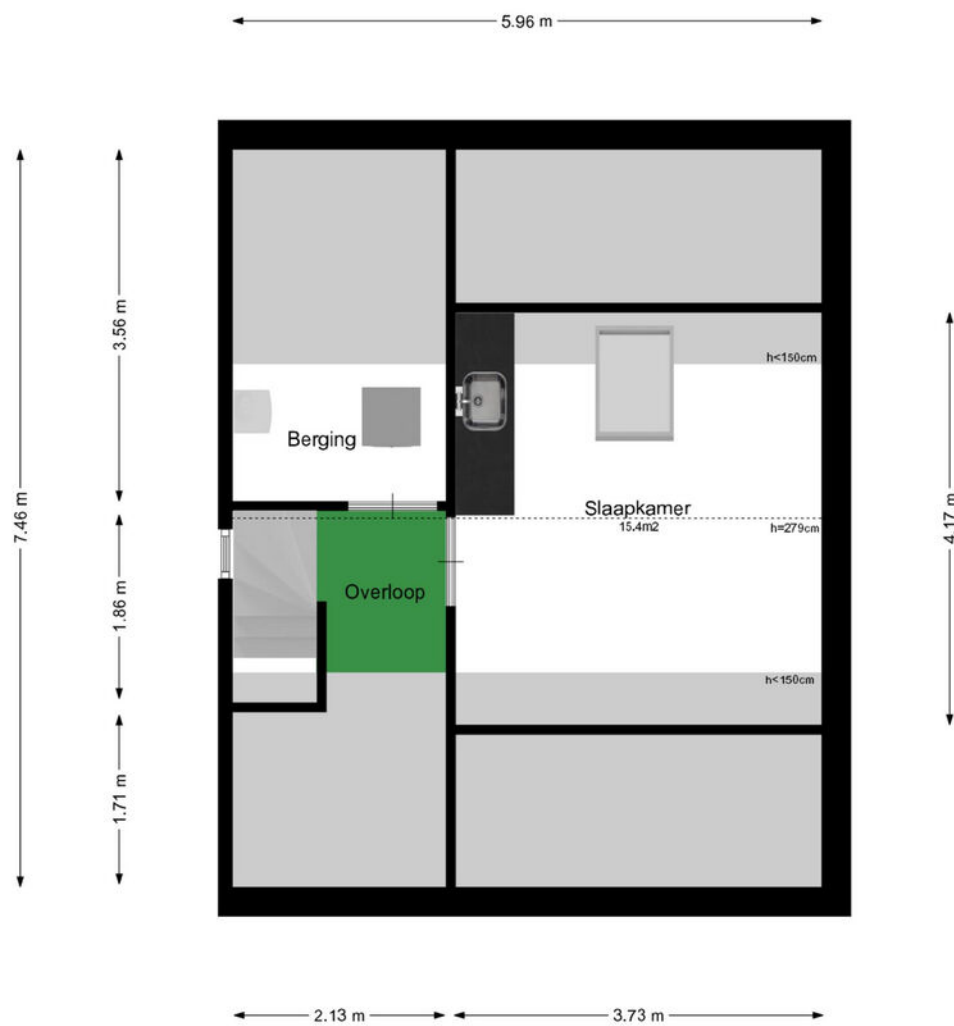 5.96 m
3.56 m
h<150cm
Berging
7.46 m
Slaapkamer
15.4m2
h=279cm
4.17 m
1.86 m
Overloop
h<150cm
1.71 m
2.13 m
3.73 m